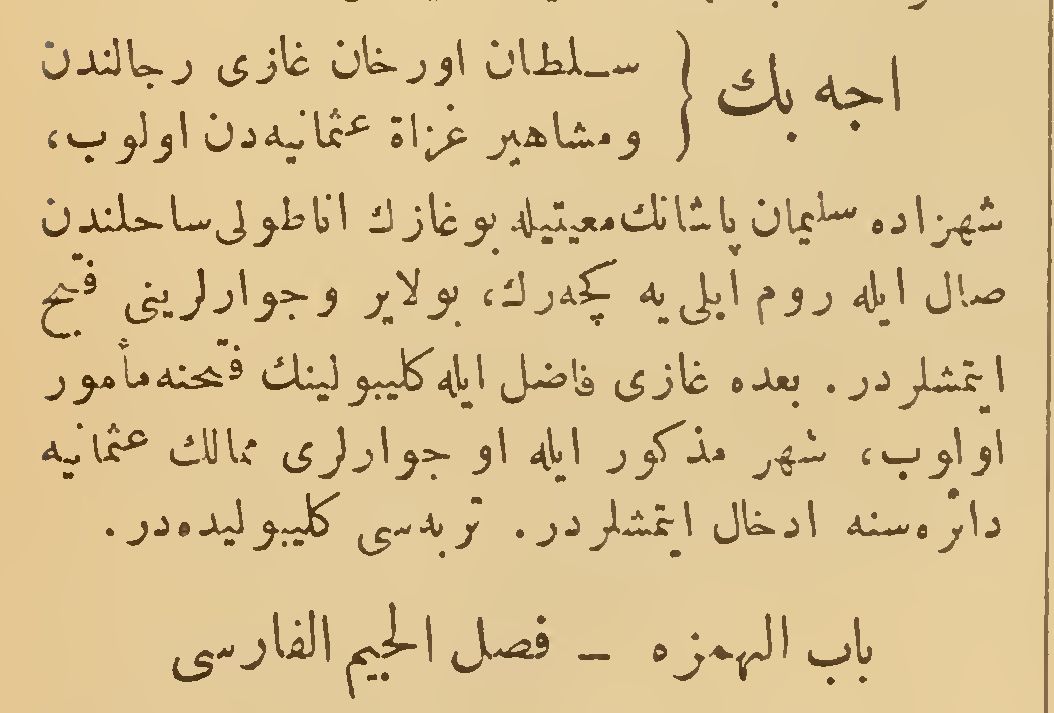 اجه بك { سلطان اورخان غازی رجالندن
ومشاهیر غزاة عثمانیه‌دن اولوب،
شهزاده سلیمان پاشانك معیتیله بوغازك اناطولی ساحلندن
صال ایله روم ایلی‌یه كچه‌رك، بولایر وجوارلرینی فتح
ایتمشلردر. بعده غازی فاضل ایله كلیبولینك فتحنه مأمور
اولوب، شهر مذكور ایله او جوارلری ممالك عثمانیه
دائره‌سنه ادخال ایتمشلردر. تربه‌سی كلیبولیده‌در.
باب الهمزه – فصل الجیم الفارسی